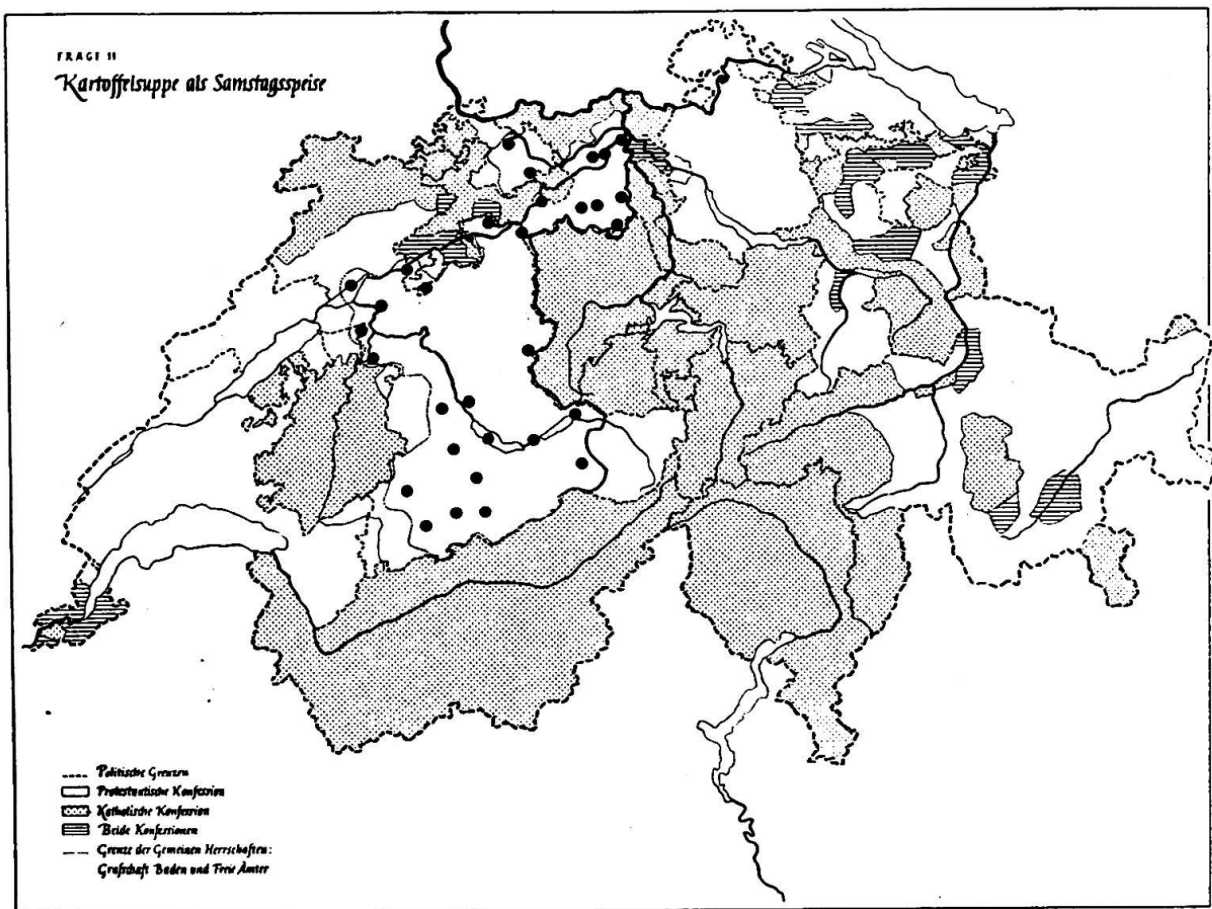 FRAGE 11
Kartoffelsuppe als Samstagsspeise
Politische Grenzen
Protestantische Konfession
Katholische Konfession
Beide Konfessionen
Grenze der Gemeinen Herrschaften:
Grafschaft Baden und Freie Ämter